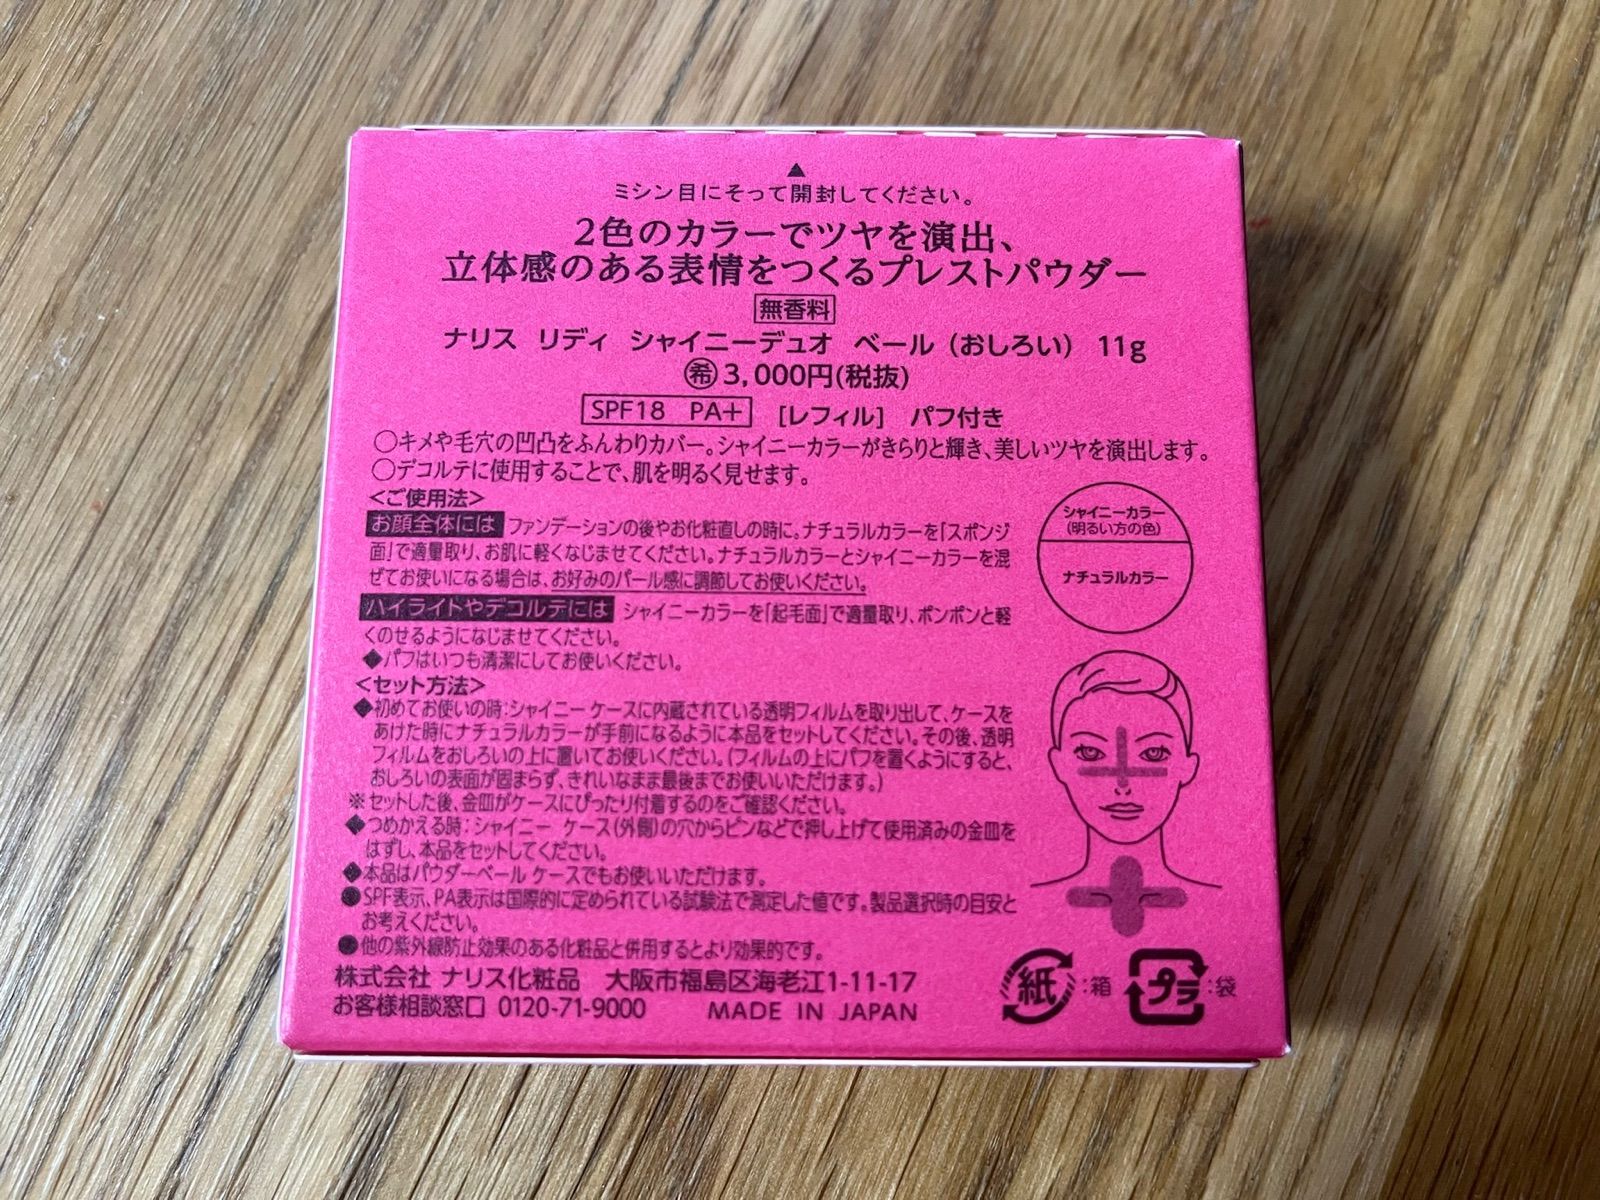 ▲
ミシン目にそって開封してください。
2色のカラーでツヤを演出、
立体感のある表情をつくるプレストパウダー
無香料
ナリス リディ シャイニーデュオ ベール（おしろい） 11g
㊍希 3,000円(税抜)
SPF18 PA＋ ［レフィル］ パフ付き
○キメや毛穴の凹凸をふんわりカバー。シャイニーカラーがきらりと輝き、美しいツヤを演出します。
○デコルテに使用することで、肌を明るく見せます。
＜ご使用法＞
お顔全体には ファンデーションの後やお化粧直しの時に。ナチュラルカラーを「スポンジ
面」で適量取り、お肌に軽くなじませてください。ナチュラルカラーとシャイニーカラーを混
ぜてお使いになる場合は、お好みのパール感に調節してお使いください。
ハイライトやデコルテには シャイニーカラーを「起毛面」で適量取り、ポンポンと軽
くのせるようになじませてください。
◆パフはいつも清潔にしてお使いください。
シャイニーカラー
（明るい方の色）
ナチュラルカラー
＜セット方法＞
◆初めてお使いの時：シャイニー ケースに内蔵されている透明フィルムを取り出して、ケースを
あけた時にナチュラルカラーが手前になるように本品をセットしてください。その後、透明
フィルムをおしろいの上に置いてお使いください。（フィルムの上にパフを置くようにすると、
おしろいの表面が固まらず、きれいなまま最後までお使いいただけます。）
※セットした後、金皿がケースにぴったり付着するのをご確認ください。
◆つめかえる時：シャイニー ケース（外側）の穴からピンなどで押し上げて使用済みの金皿を
はずし、本品をセットしてください。
◆本品はパウダーベール ケースでもお使いいただけます。
●SPF表示、PA表示は国際的に定められている試験法で測定した値です。製品選択時の目安と
お考えください。
●他の紫外線防止効果のある化粧品と併用するとより効果的です。
株式会社 ナリス化粧品 大阪市福島区海老江1-11-17
お客様相談窓口 0120-71-9000 MADE IN JAPAN
紙：箱 プラ：袋